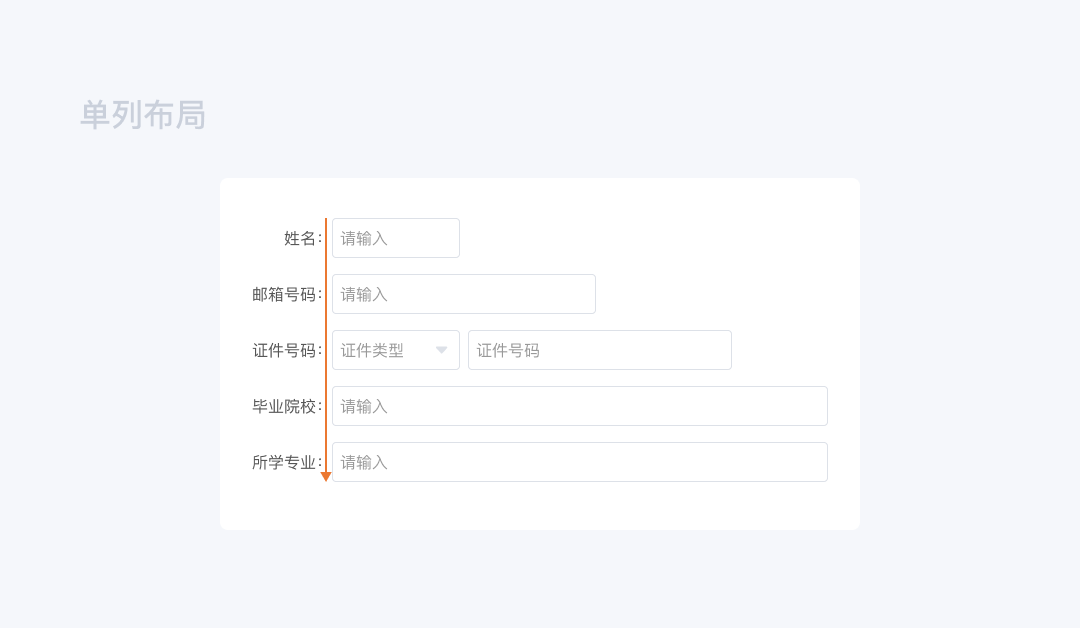 单列布局
姓名: 请输入
邮箱号码: 请输入
证件号码: 证件类型 证件号码
毕业院校: 请输入
所学专业: 请输入